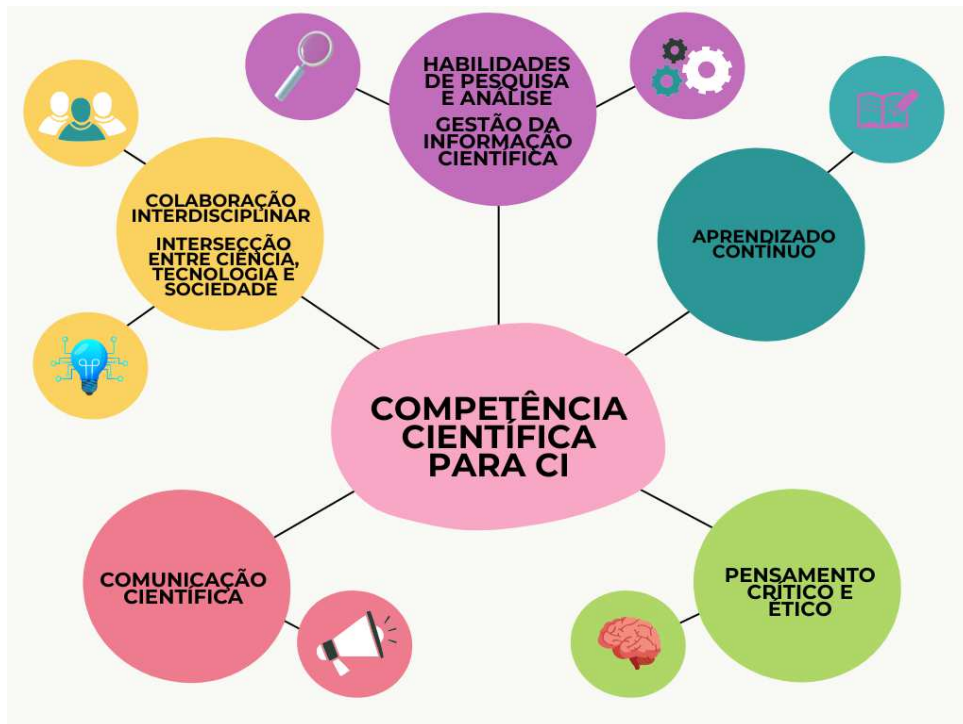 HABILIDADES
DE PESQUISA
E ANÁLISE
GESTÃO DA
INFORMAÇÃO
CIENTÍFICA
COLABORAÇÃO
INTERDISCIPLINAR
INTERSECÇÃO
ENTRE CIÊNCIA,
TECNOLOGIA E
SOCIEDADE
APRENDIZADO
CONTÍNUO
COMPETÊNCIA
CIENTÍFICA
PARA CI
COMUNICAÇÃO
CIENTÍFICA
PENSAMENTO
CRÍTICO E
ÉTICO